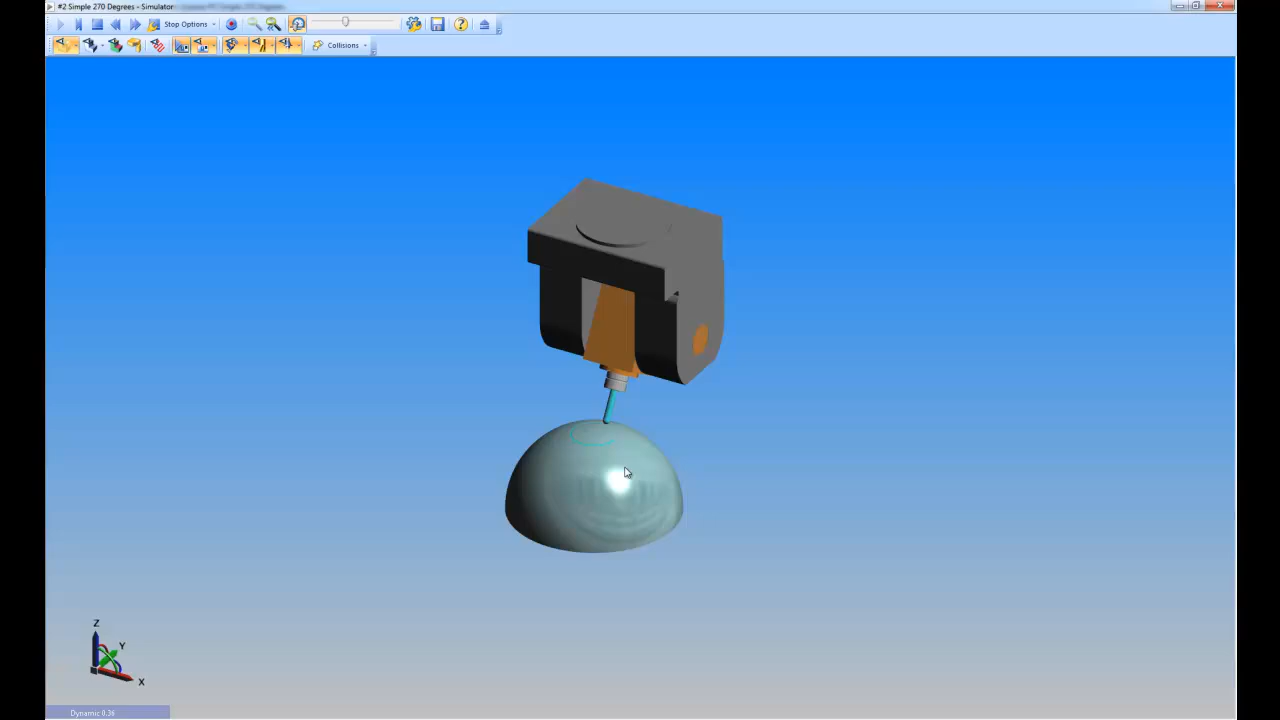 #2 Simple 270 Degrees - Simulator
Stop Options
Collisions
Z
Y
X
Dynamic 0.36